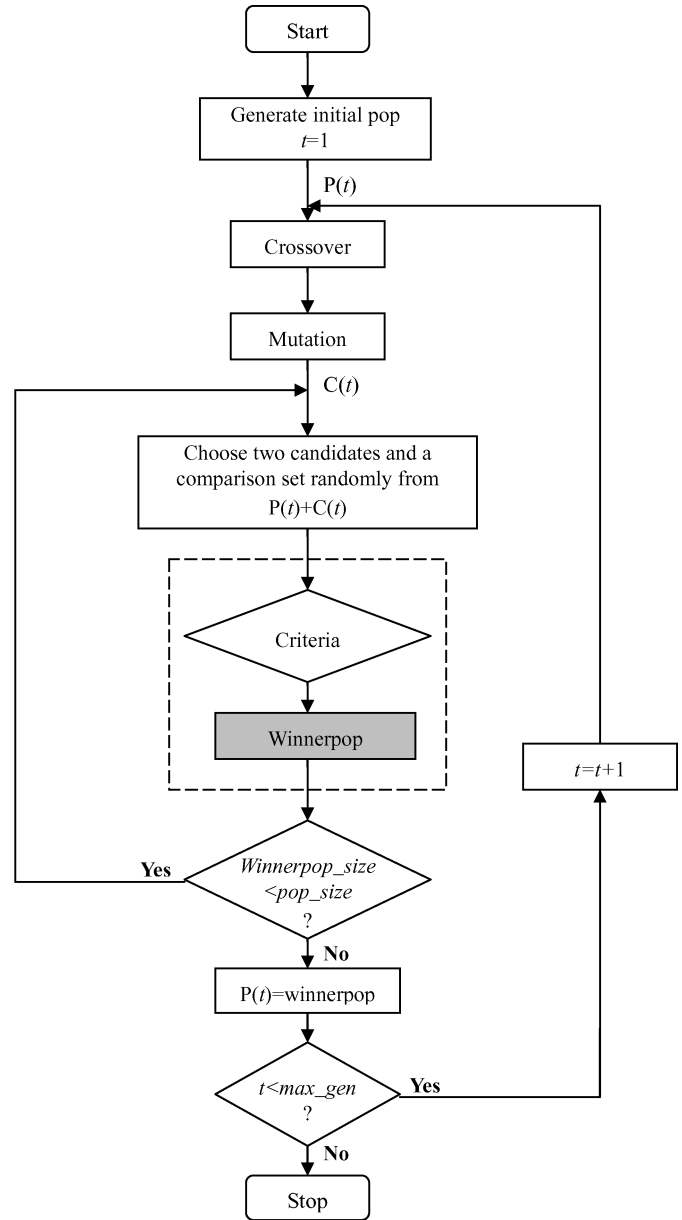 Start
Generate initial pop
t=1
P(t)
Crossover
Mutation
C(t)
Choose two candidates and a
comparison set randomly from
P(t)+C(t)
Criteria
Winnerpop
t=t+1
Yes
Winnerpop_size
<pop_size
?
No
P(t)=winnerpop
t<max_gen
?
Yes
No
Stop